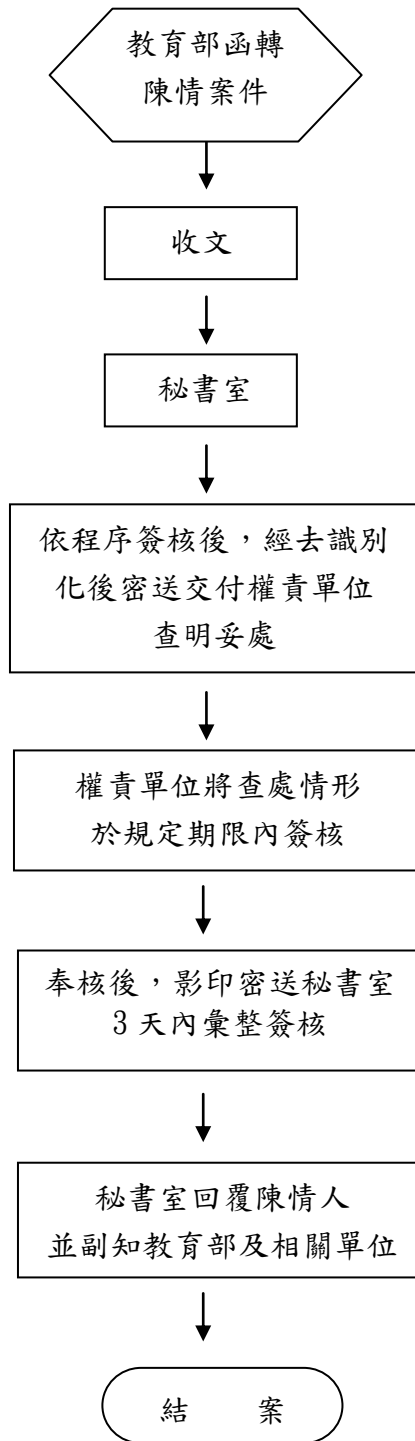 教育部函轉
陳情案件
收文
秘書室
依程序簽核後，經去識別
化後密送交付權責單位
查明妥處
權責單位將查處情形
於規定期限內簽核
奉核後，影印密送秘書室
3 天內彙整簽核
秘書室回覆陳情人
並副知教育部及相關單位
結　　案